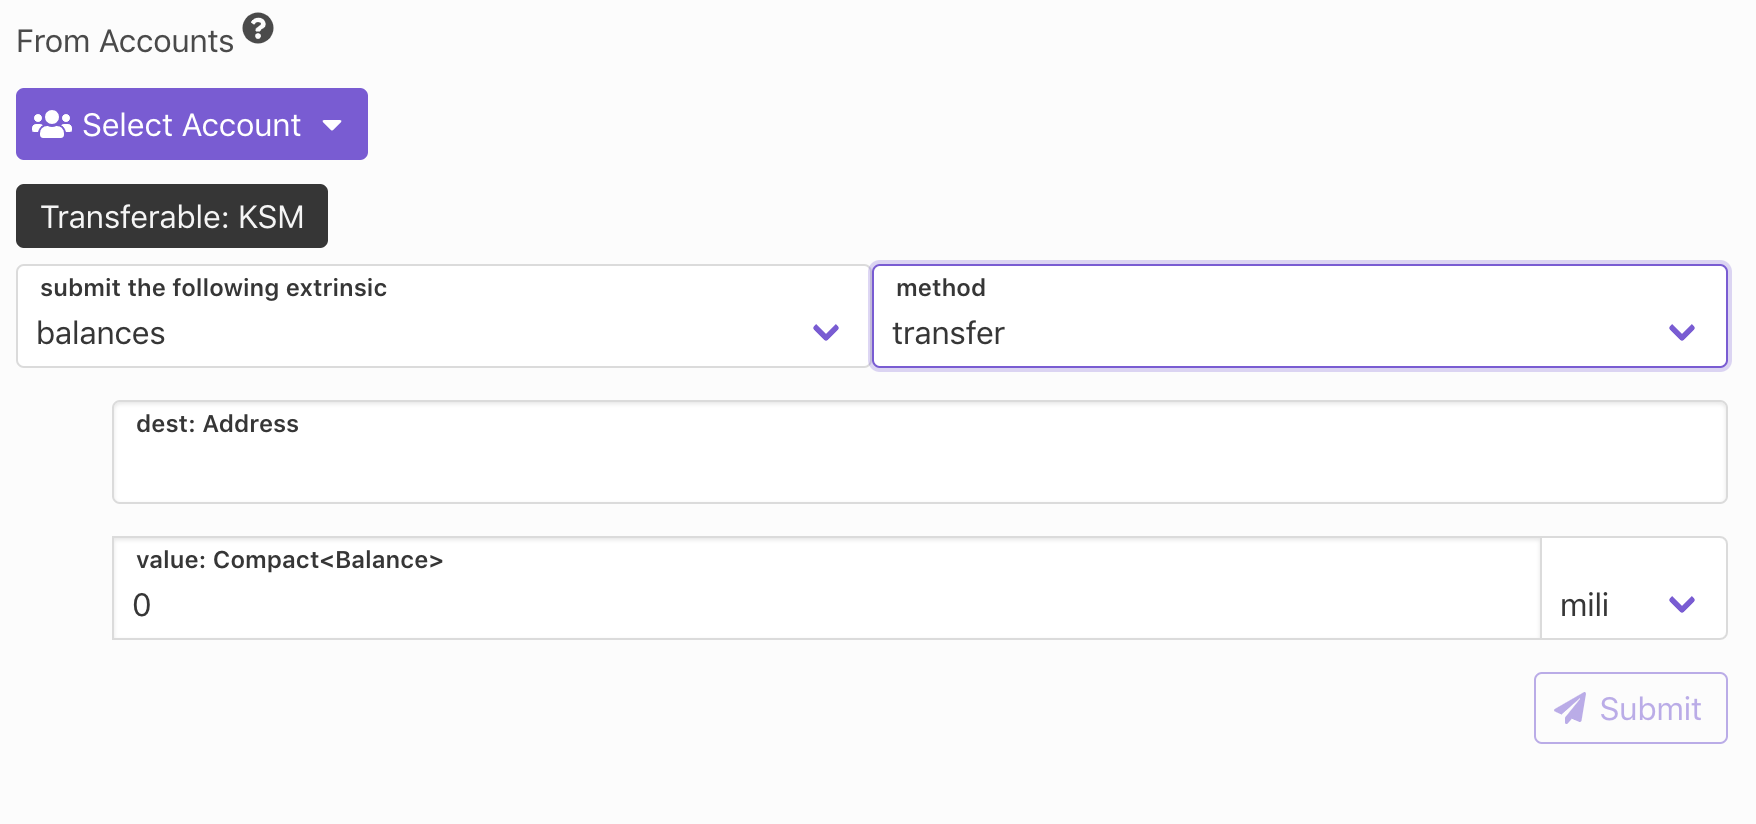 From Accounts ?
Select Account
Transferable: KSM
submit the following extrinsic
balances
method
transfer
dest: Address
value: Compact<Balance>
0
mili
Submit